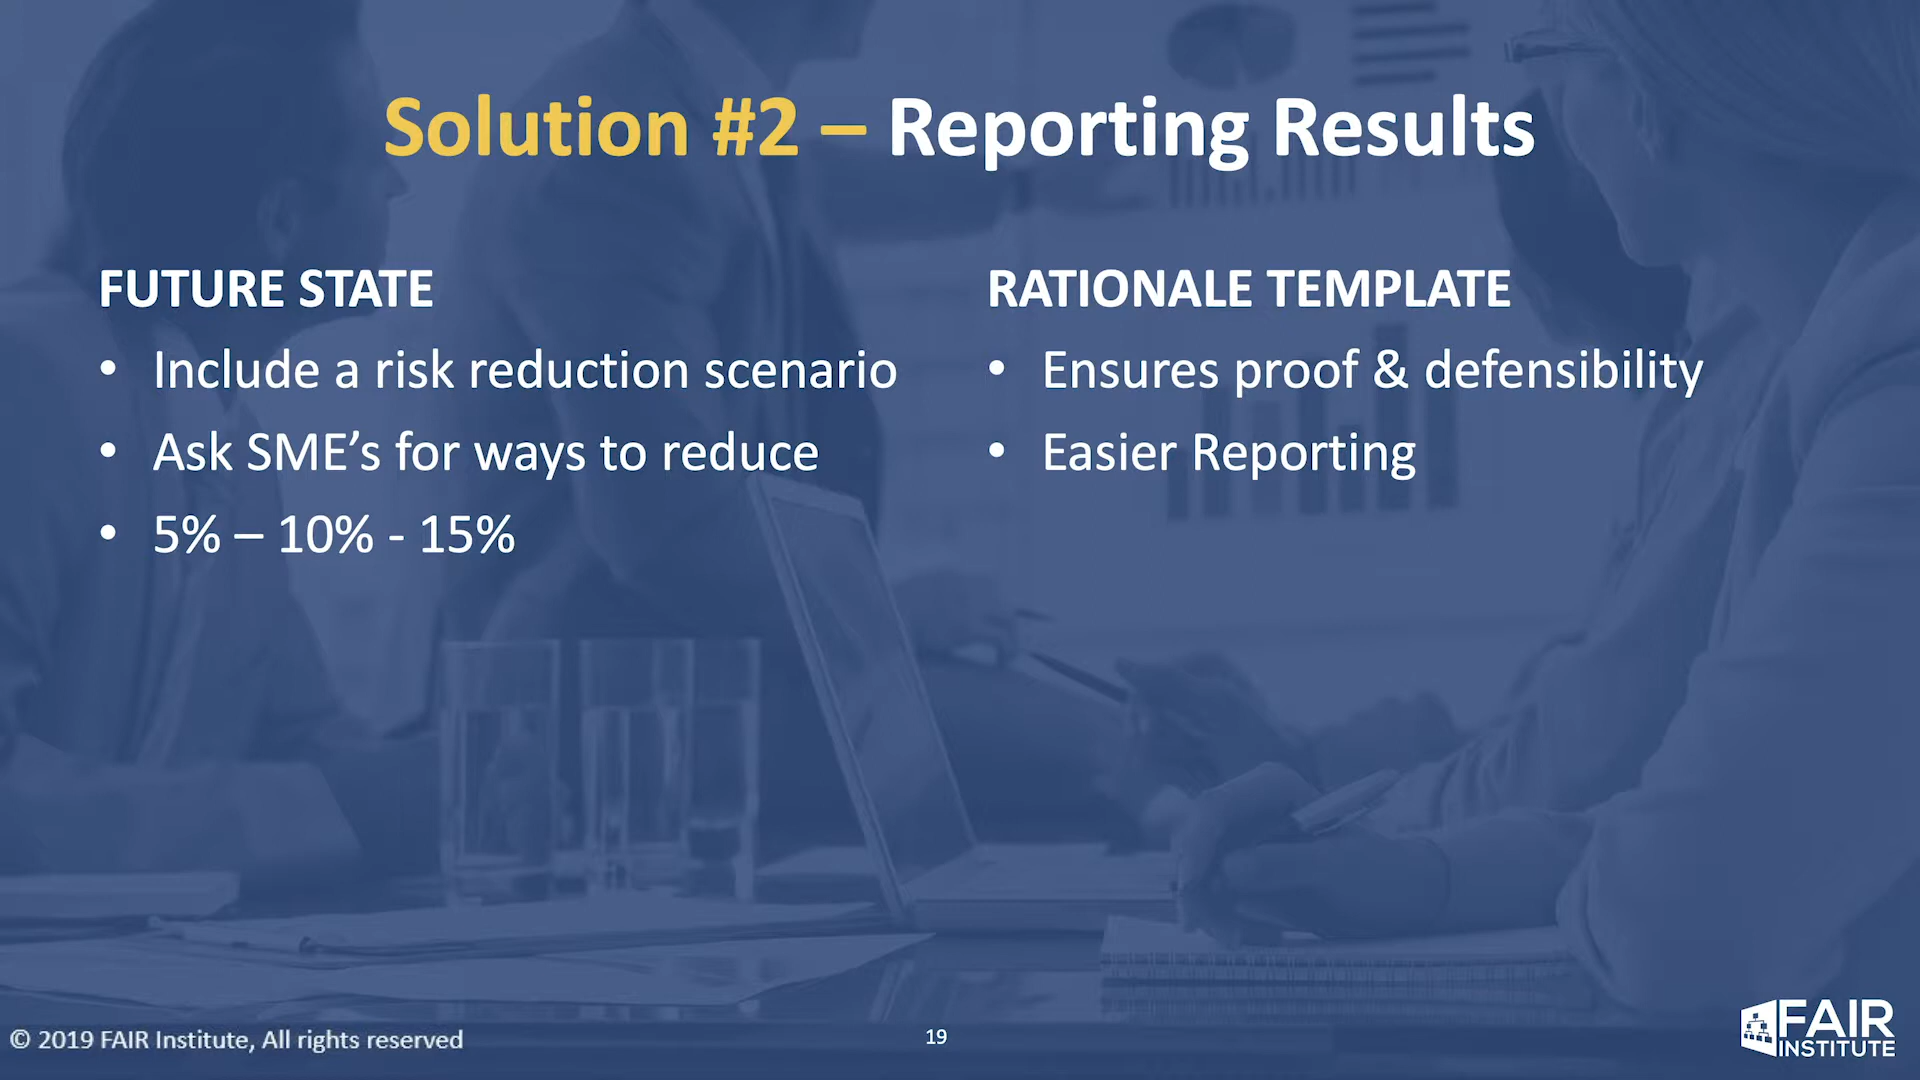 Solution #2 – Reporting Results
FUTURE STATE
• Include a risk reduction scenario
• Ask SME’s for ways to reduce
• 5% – 10% - 15%
RATIONALE TEMPLATE
• Ensures proof & defensibility
• Easier Reporting
© 2019 FAIR Institute, All rights reserved
19
FAIR
INSTITUTE